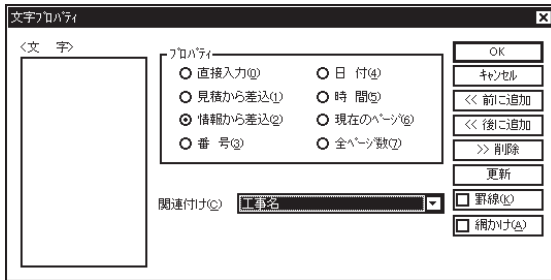 文字ﾌﾟﾛﾊﾟﾃｨ
<文　字>
ﾌﾟﾛﾊﾟﾃｨ
直接入力(0)
日　付(4)
見積から差込(1)
時　間(5)
情報から差込(2)
現在のﾍﾟｰｼﾞ(6)
番　号(3)
全ﾍﾟｰｼﾞ数(7)
関連付け(C)
工事名
OK
ｷｬﾝｾﾙ
<< 前に追加
<< 後に追加
>> 削除
更新
罫線(K)
網かけ(A)